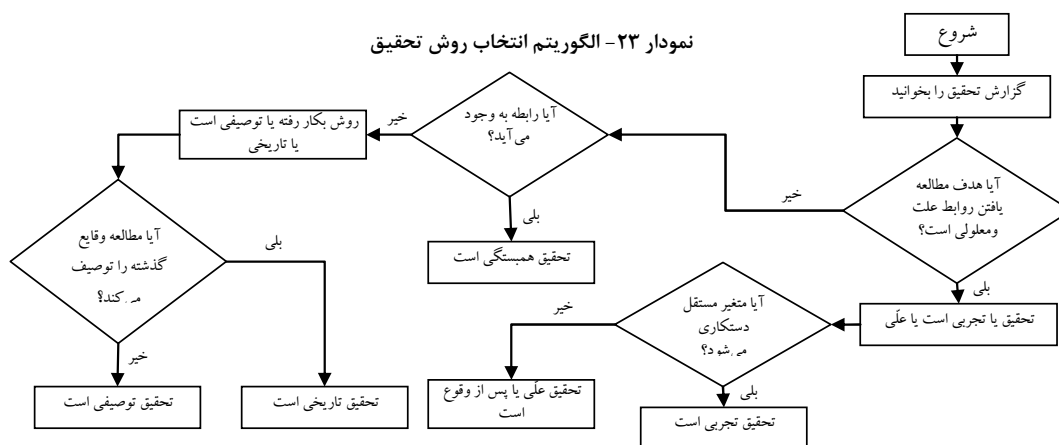 نمودار ۲۳- الگوریتم انتخاب روش تحقیق
شروع
گزارش تحقیق را بخوانید
آیا هدف مطالعه
یافتن روابط علت
ومعلولی است؟
خیر
بلی
آیا رابطه به وجود
می‌آید؟
خیر
بلی
روش بکار رفته یا توصیفی است
یا تاریخی
تحقیق همبستگی است
آیا مطالعه وقایع
گذشته را توصیف
می‌کند؟
بلی
خیر
تحقیق توصیفی است
تحقیق تاریخی است
تحقیق یا تجربی است یا علّی
آیا متغیر مستقل
دستکاری
می‌شود؟
خیر
بلی
تحقیق علّی یا پس از وقوع
است
تحقیق تجربی است